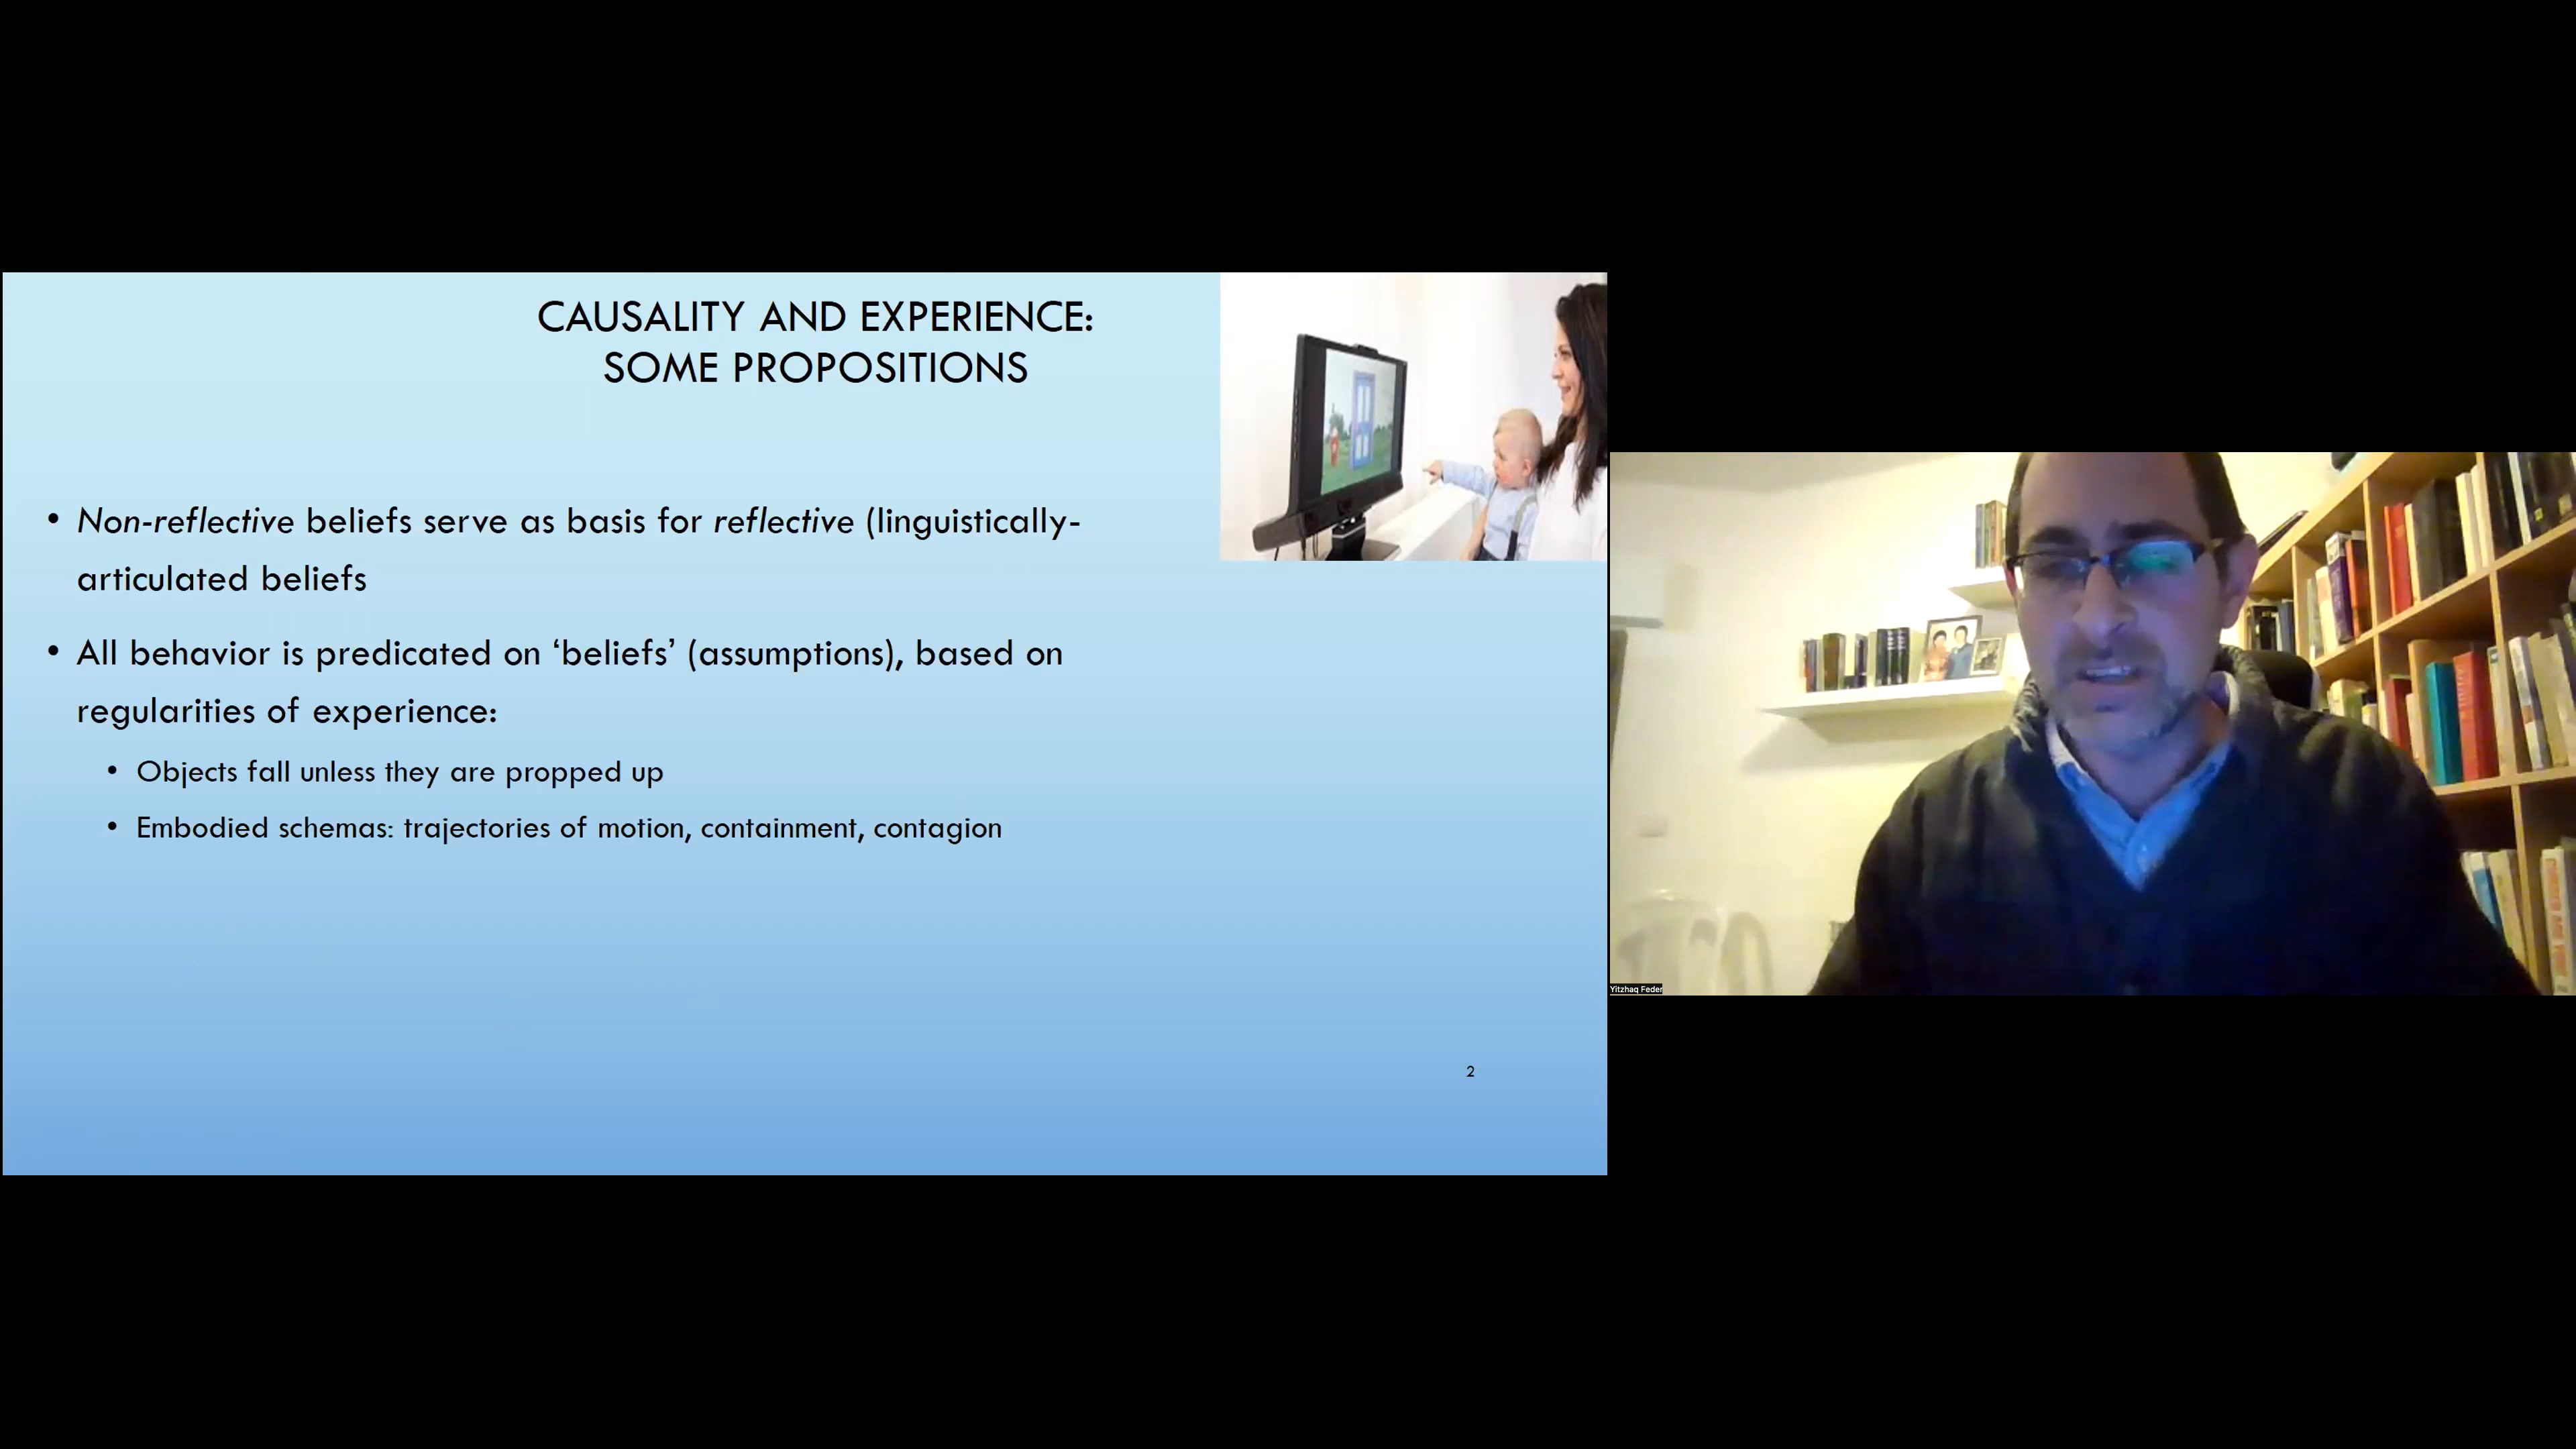 CAUSALITY AND EXPERIENCE:
SOME PROPOSITIONS
• Non-reflective beliefs serve as basis for reflective (linguistically-
articulated beliefs
• All behavior is predicated on ‘beliefs’ (assumptions), based on
regularities of experience:
• Objects fall unless they are propped up
• Embodied schemas: trajectories of motion, containment, contagion
2
Yitzhaq Feder